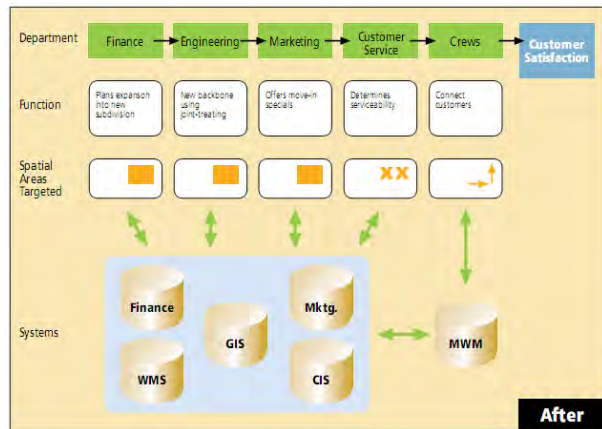 Department
Finance
Engineering
Marketing
Customer
Service
Crews
Customer
Satisfaction
Function
Plans expansion
into new
subdivision
New backbone
using
joint-treating
Offers move-in
specials
Determines
serviceability
Connect
customers
Spatial
Areas
Targeted
XX
Systems
Finance
WMS
GIS
Mktg.
CIS
MWM
After